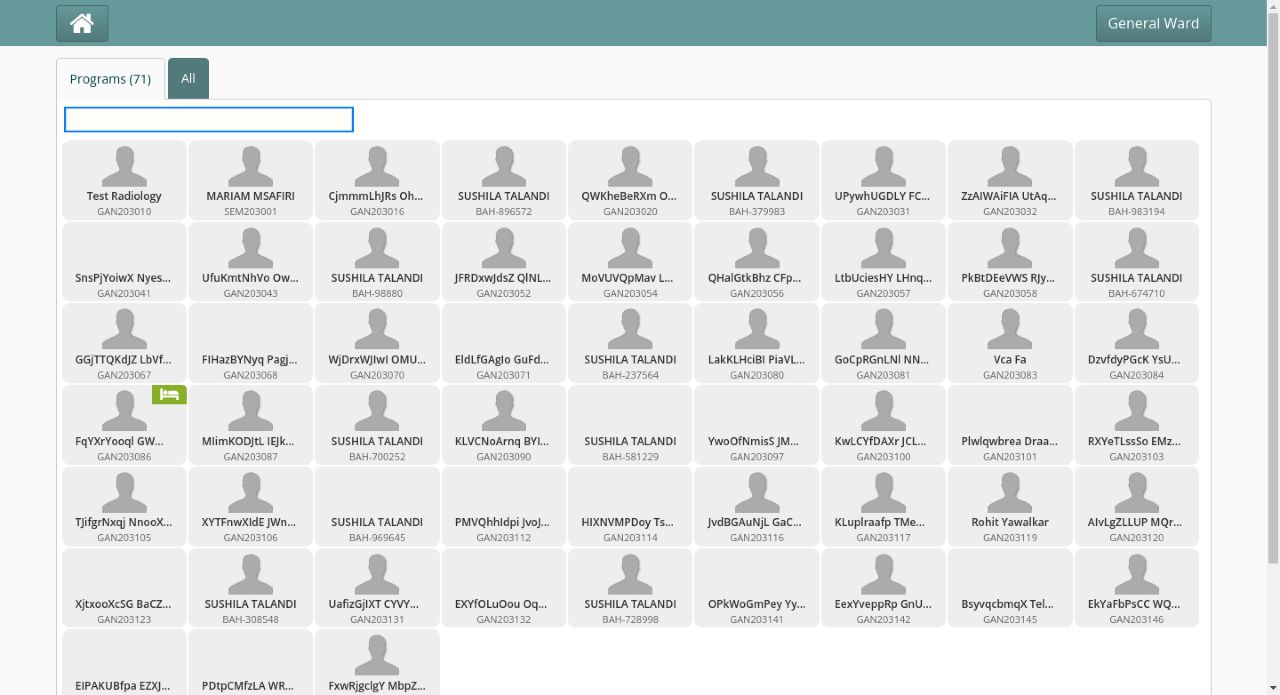 General Ward
Programs (71)
All
Test Radiology
GAN203010
MARIAM MSAFIRI
SEM203001
CjmmmLhJRs Oh...
GAN203016
SUSHILA TALANDI
BAH-896572
QWKheBeRXm O...
GAN203020
SUSHILA TALANDI
BAH-379983
UPywhUGDLY FC...
GAN203031
ZzAIWAiFIA UtAq...
GAN203032
SUSHILA TALANDI
BAH-983194
SnsPjYoiwX Nyes...
GAN203041
UfuKmtNhVo Ow...
GAN203043
SUSHILA TALANDI
BAH-98880
JFRDxwJdsZ QlNL...
GAN203052
MoVUVQpMav L...
GAN203054
QHalGtkBhz CFp...
GAN203056
LtbUciesHY LHnq...
GAN203057
PkBtDEeVWS RJy...
GAN203058
SUSHILA TALANDI
BAH-674710
GGjTTQKdJZ LbVf...
GAN203067
FIHazBYNyq Pagj...
GAN203068
WjDrxWJIwI OMU...
GAN203070
EldLfGAgIo GuFd...
GAN203071
SUSHILA TALANDI
BAH-237564
LakKLHciBI PiaVL...
GAN203080
GoCpRGnLNl NN...
GAN203081
Vca Fa
GAN203083
DzvfdyPGcK YsU...
GAN203084
FqYXrYooql GW...
GAN203086
MIimKODJtL IEJk...
GAN203087
SUSHILA TALANDI
BAH-700252
KLVCNoArnq BYI...
GAN203090
SUSHILA TALANDI
BAH-581229
YwoOfNmisS JM...
GAN203097
KwLCYfDAXr JCL...
GAN203100
Plwlqwbrea Draa...
GAN203101
RXYeTLssSo EMz...
GAN203103
TJifgrNxqj NnooX...
GAN203105
XYTFnwXIdE JWn...
GAN203106
SUSHILA TALANDI
BAH-969645
PMVQhhIdpi JvoJ...
GAN203112
HIXNVMPDoy Ts...
GAN203114
JvdBGAuNjL GaC...
GAN203116
KLuplraafp TMe...
GAN203117
Rohit Yawalkar
GAN203119
AIvLgZLLUP MQr...
GAN203120
XjtxooXcSG BaCZ...
GAN203123
SUSHILA TALANDI
BAH-308548
UafizGjIXT CYVY...
GAN203131
EXYfOLuOou Oq...
GAN203132
SUSHILA TALANDI
BAH-728998
OPkWoGmPey Yy...
GAN203141
EexYveppRp GnU...
GAN203142
BsyvqcbmqX Tel...
GAN203145
EkYaFbPsCC WQ...
GAN203146
EIPAKUBfpa EZXJ...
PDtpCMfzLA WR...
FxwRjgclgY MbpZ...